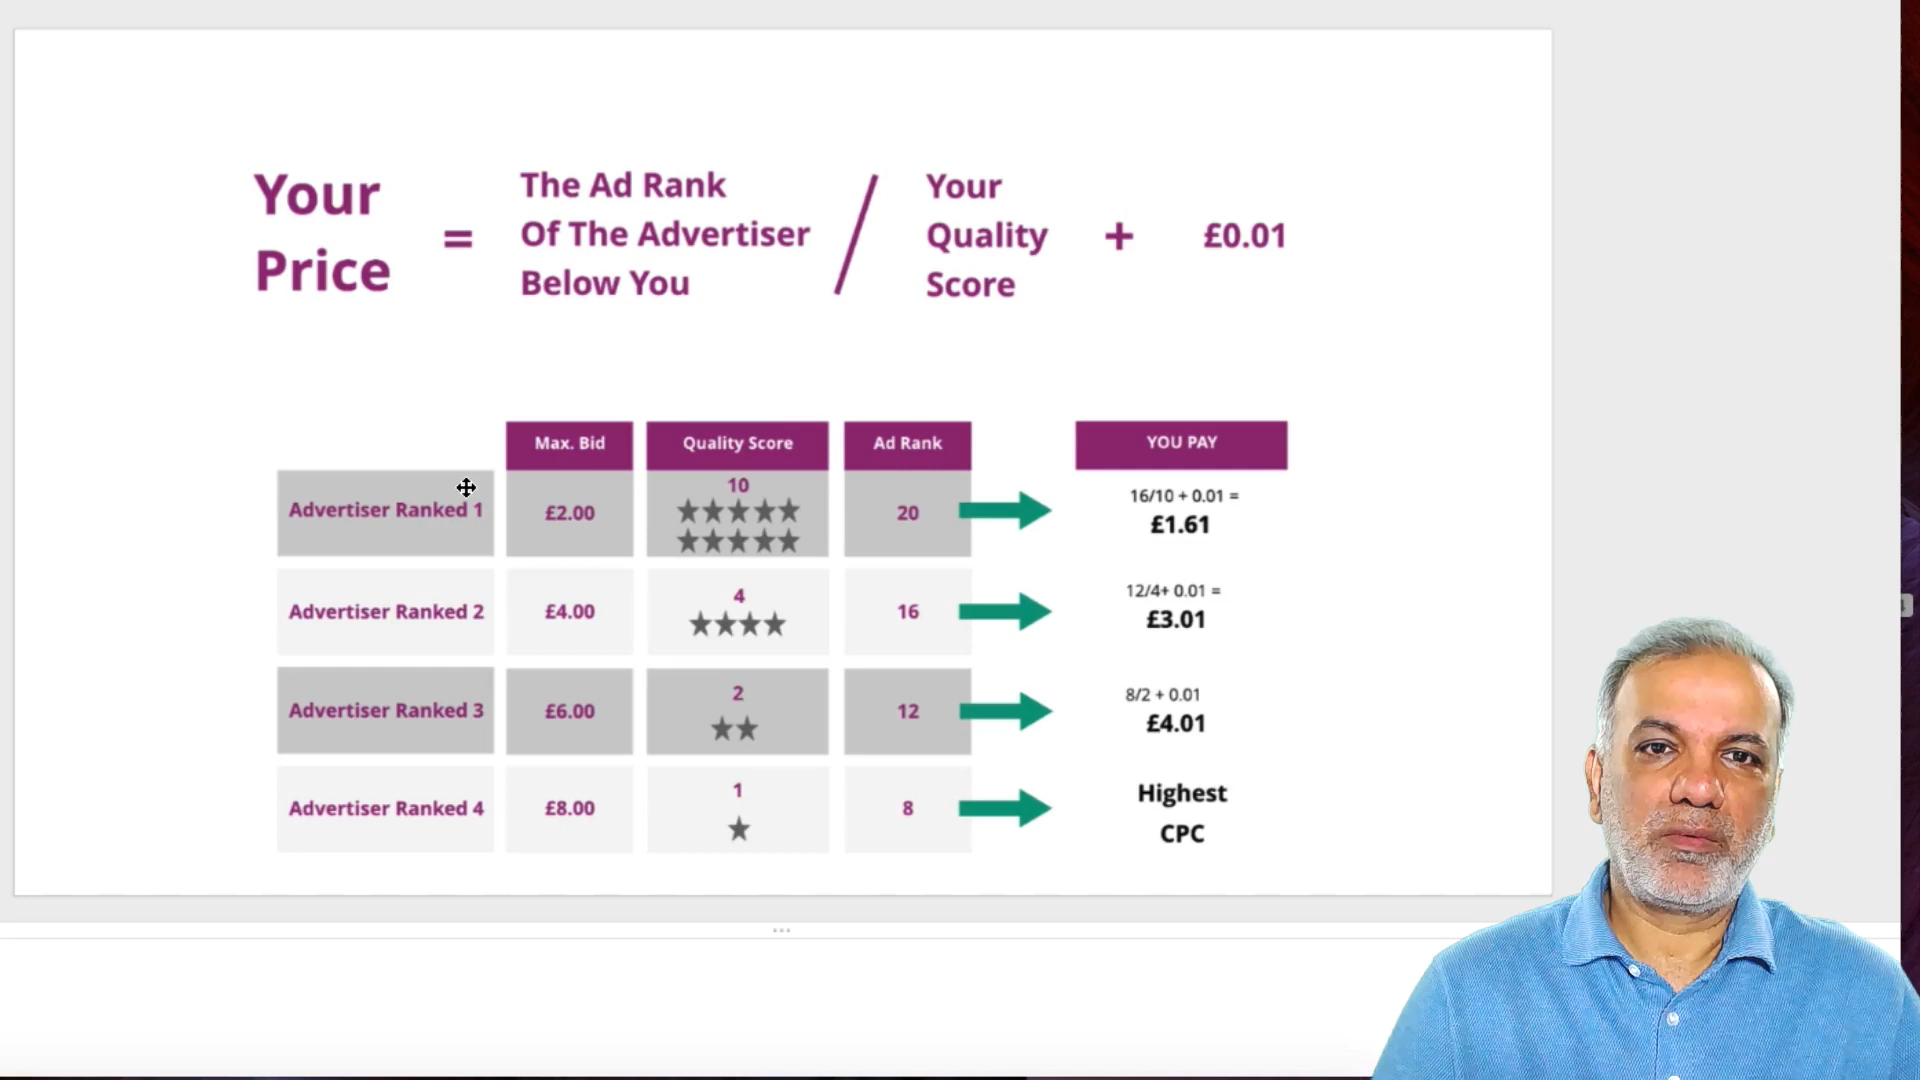 Your
Price
=
The Ad Rank
Of The Advertiser
Below You
/
Your
Quality
Score
+
£0.01
Max. Bid
Quality Score
Ad Rank
YOU PAY
Advertiser Ranked 1
£2.00
10
20
16/10 + 0.01 =
£1.61
Advertiser Ranked 2
£4.00
4
16
12/4+ 0.01 =
£3.01
Advertiser Ranked 3
£6.00
2
12
8/2 + 0.01
£4.01
Advertiser Ranked 4
£8.00
1
8
Highest
CPC